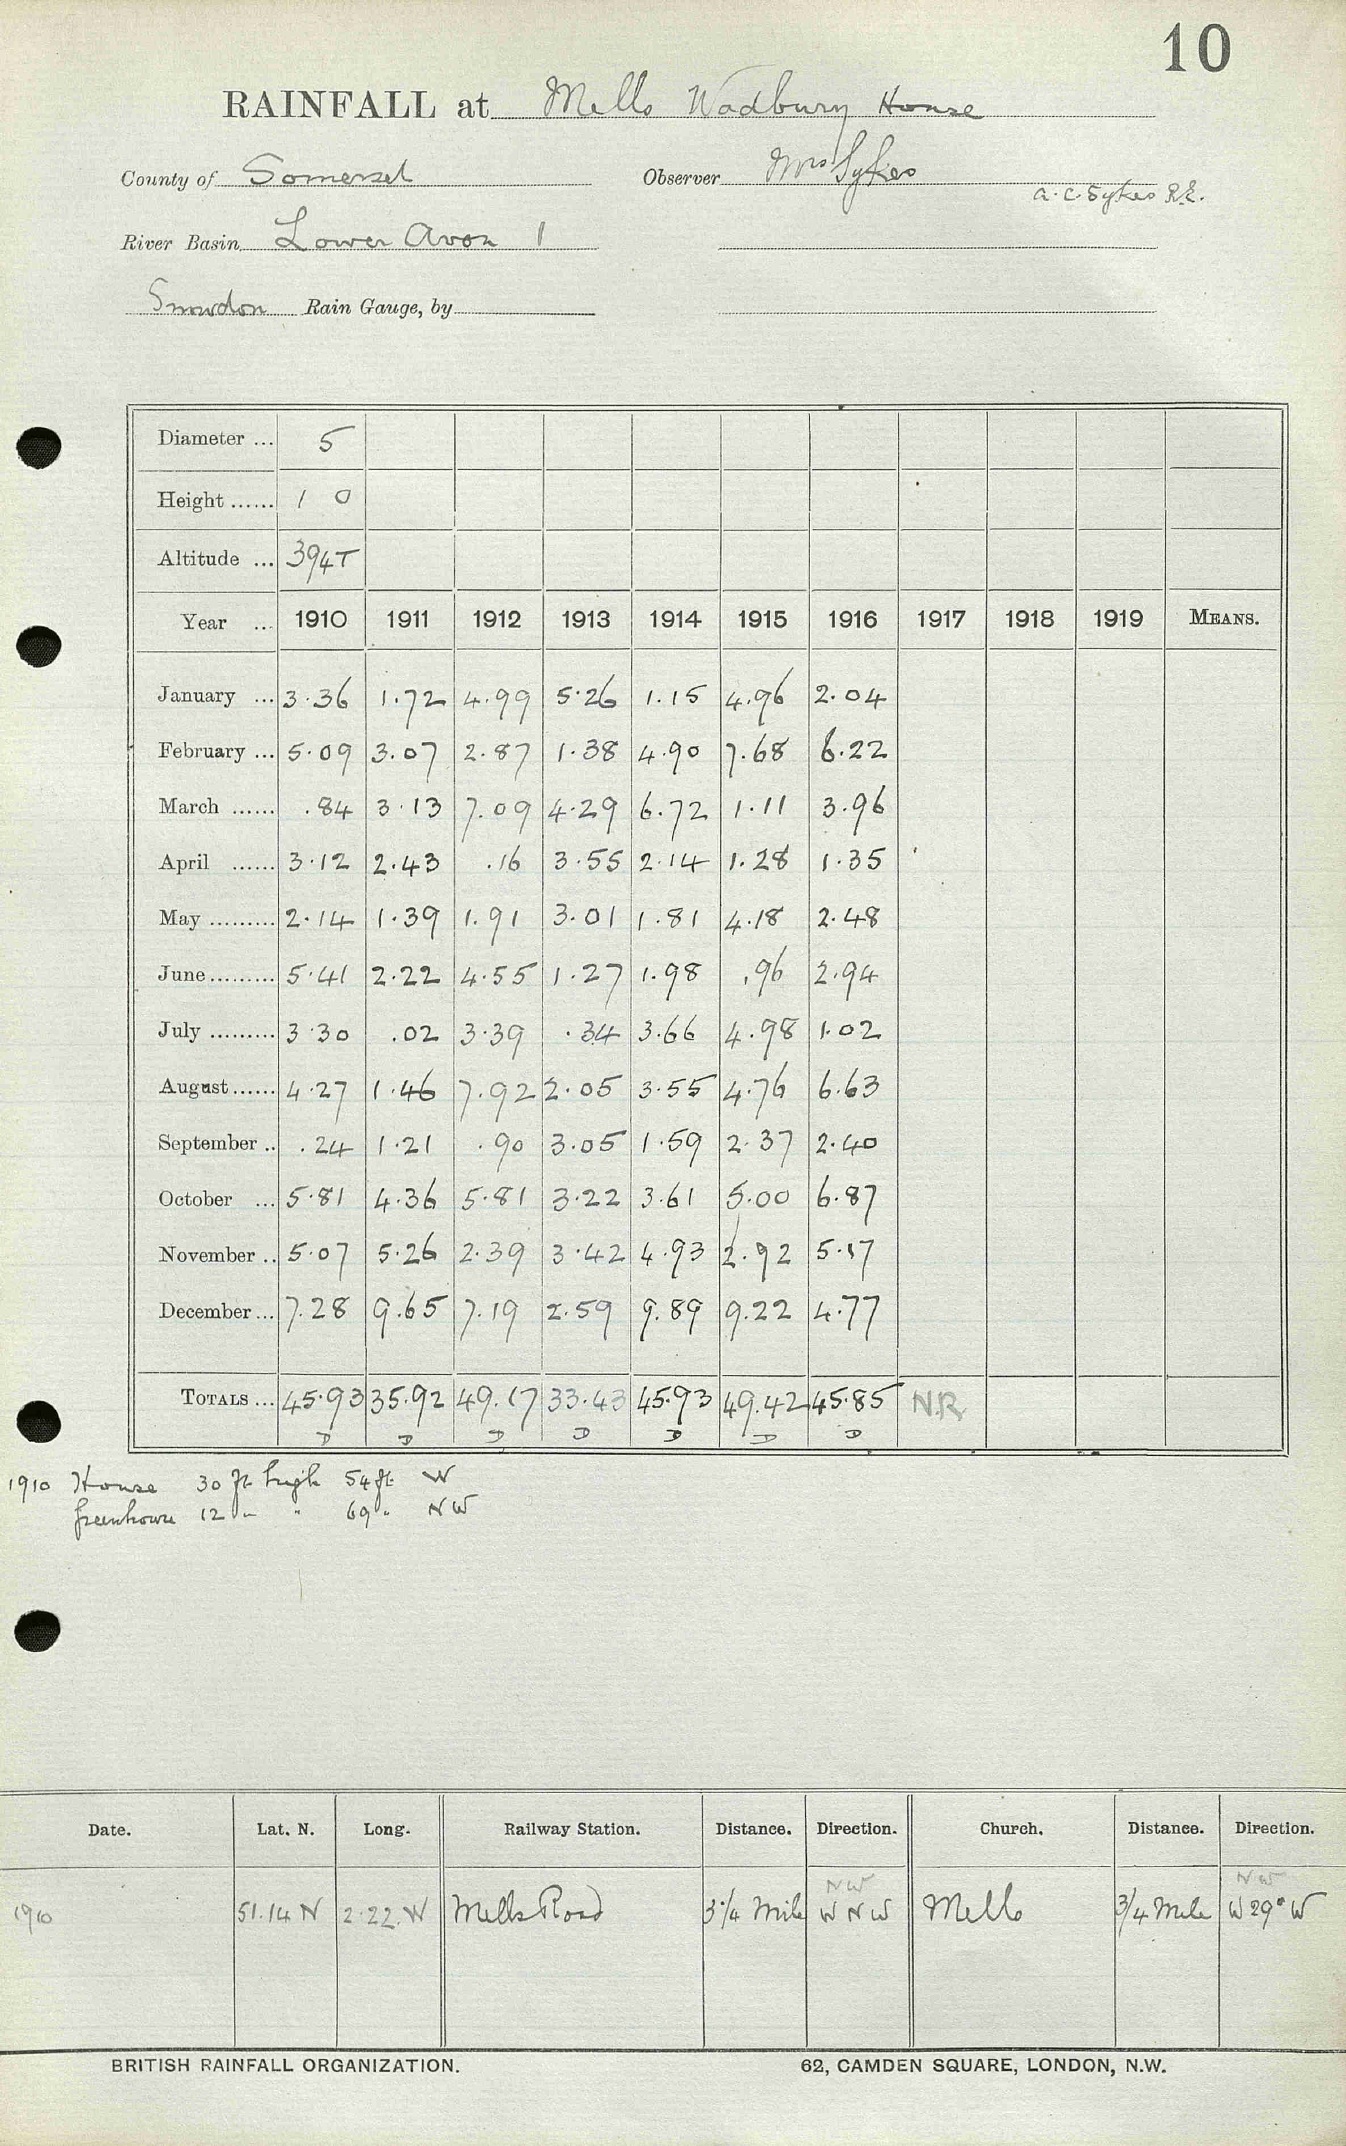 10
RAINFALL at Mells Wadbury House
County of Somerset Observer Mrs Sykes
A.C. Sykes R.E.
River Basin Lower Avon 1
Snowdon Rain Gauge, by
Diameter ... 5
Height ...... 1 0
Altitude ... 394T
Year ... 1910 1911 1912 1913 1914 1915 1916 1917 1918 1919 MEANS.
January ... 3.36 1.72 4.99 5.26 1.15 4.96 2.04
February ... 5.09 3.07 2.87 1.38 4.90 7.68 6.22
March ...... .84 3.13 7.09 4.29 6.72 1.11 3.96
April ...... 3.12 2.43 .16 3.55 2.14 1.28 1.35
May ......... 2.14 1.39 1.91 3.01 1.81 4.18 2.48
June ......... 5.41 2.22 4.55 1.27 1.98 .96 2.94
July ......... 3.30 .02 3.39 .34 3.66 4.98 1.02
August ...... 4.27 1.46 7.92 2.05 3.55 4.76 6.63
September .. .24 1.21 .90 3.05 1.59 2.37 2.40
October ... 5.81 4.36 5.81 3.22 3.61 5.00 6.87
November .. 5.07 5.26 2.39 3.42 4.93 2.92 5.17
December ... 7.28 9.65 7.19 2.59 9.89 9.22 4.77
TOTALS ... 45.93 35.92 49.17 33.43 45.93 49.42 45.85 N.R.
D D D D D D D
1910 House 30 ft high 54 ft W
Greenhouse 12 " " 69 " NW
Date. Lat. N. Long. Railway Station. Distance. Direction. Church. Distance. Direction.
NW NW
1910 51.14 N 2.22.W Mells Road 3 1/4 Mile W N W Mells 3/4 Mile W 29° W
BRITISH RAINFALL ORGANIZATION. 62, CAMDEN SQUARE, LONDON, N.W.